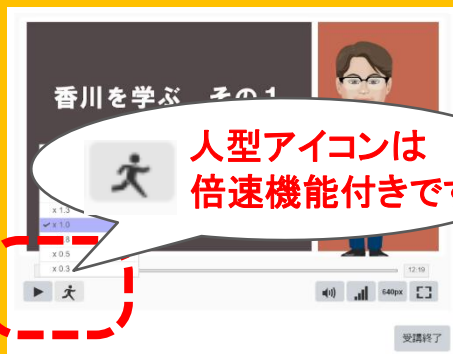 香川を学ぶ その１
人型アイコンは
倍速機能付きです
x 1.3
✓ x 1.0
8
x 0.5
x 0.3
12:19
640px
受講終了